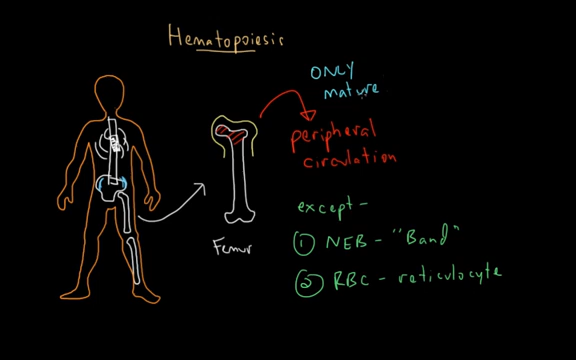 Hematopoiesis
ONLY
mature
peripheral
circulation
except -
① NEB - "Band"
② RBC - reticulocyte
Femur